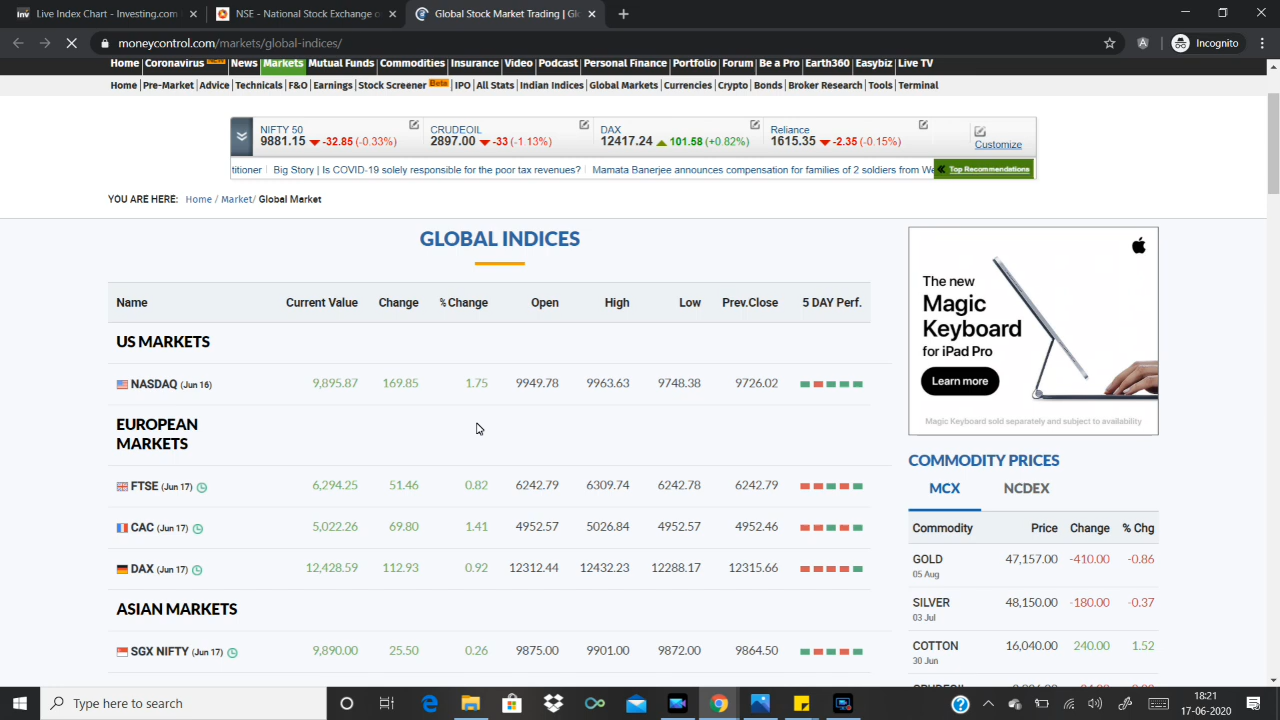 Live Index Chart - Investing.com
NSE - National Stock Exchange o
Global Stock Market Trading | Gl
moneycontrol.com/markets/global-indices/
Incognito
Home Coronavirus News Markets Mutual Funds Commodities Insurance Video Podcast Personal Finance Portfolio Forum Be a Pro Earth360 Easybiz Live TV
Home Pre-Market Advice Technicals F&O Earnings Stock Screener Beta IPO All Stats Indian Indices Global Markets Currencies Crypto Bonds Broker Research Tools Terminal
NIFTY 50 CRUDEOIL DAX Reliance
9881.15 -32.85 (-0.33%) 2897.00 -33 (-1.13%) 12417.24 101.58 (+0.82%) 1615.35 -2.35 (-0.15%)
Customize
titioner Big Story'| Is COVID-19 solely responsible for the poor tax revenues? Mamata Banerjee announces compensation for families of 2 soldiers from We
Top Recommendations
YOU ARE HERE: Home / Market/ Global Market
GLOBAL INDICES
Name Current Value Change %Change Open High Low Prev.Close 5 DAY Perf.
US MARKETS
NASDAQ (Jun 16) 9,895.87 169.85 1.75 9949.78 9963.63 9748.38 9726.02
EUROPEAN
MARKETS
FTSE (Jun 17) 6,294.25 51.46 0.82 6242.79 6309.74 6242.78 6242.79
CAC (Jun 17) 5,022.26 69.80 1.41 4952.57 5026.84 4952.57 4952.46
DAX (Jun 17) 12,428.59 112.93 0.92 12312.44 12432.23 12288.17 12315.66
ASIAN MARKETS
SGX NIFTY (Jun 17) 9,890.00 25.50 0.26 9875.00 9901.00 9872.00 9864.50
The new
Magic
Keyboard
for iPad Pro
Learn more
Magic Keyboard sold separately and subject to availability
COMMODITY PRICES
MCX NCDEX
Commodity Price Change % Chg
GOLD 47,157.00 -410.00 -0.86
05 Aug
SILVER 48,150.00 -180.00 -0.37
03 Jul
COTTON 16,040.00 240.00 1.52
30 Jun
Type here to search
18:21
17-06-2020